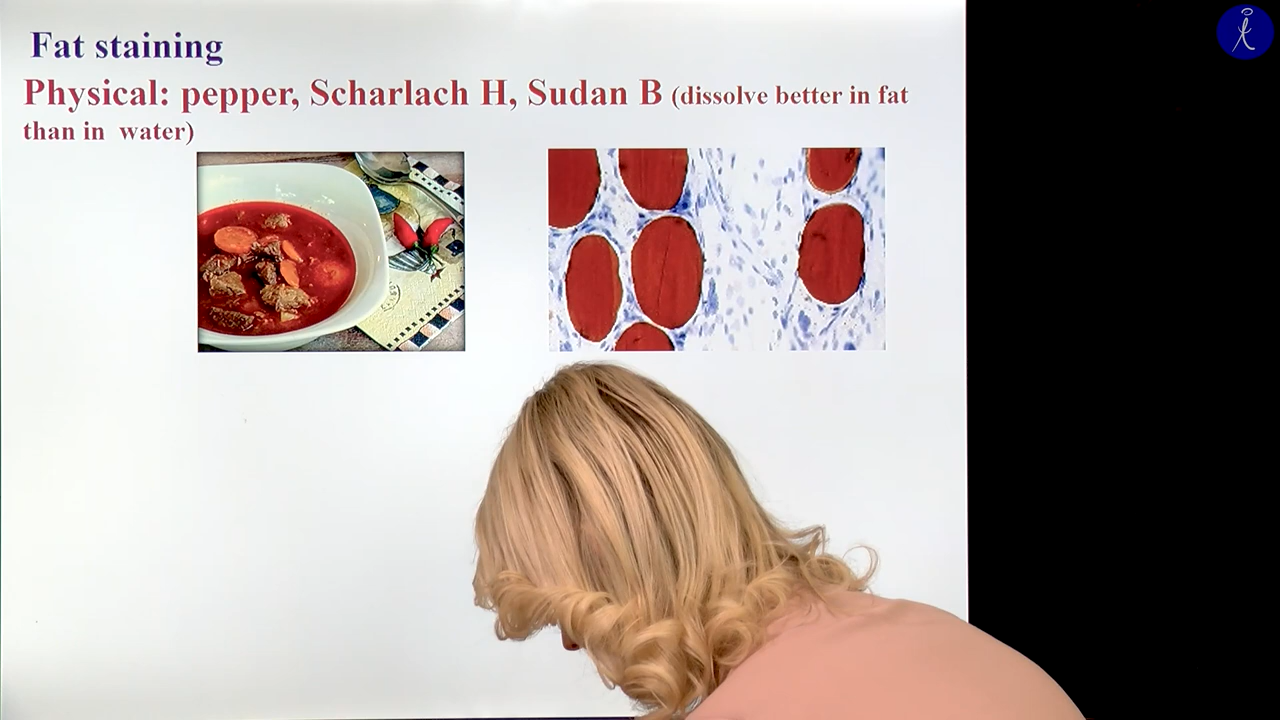 Fat staining
Physical: pepper, Scharlach H, Sudan B (dissolve better in fat
than in water)